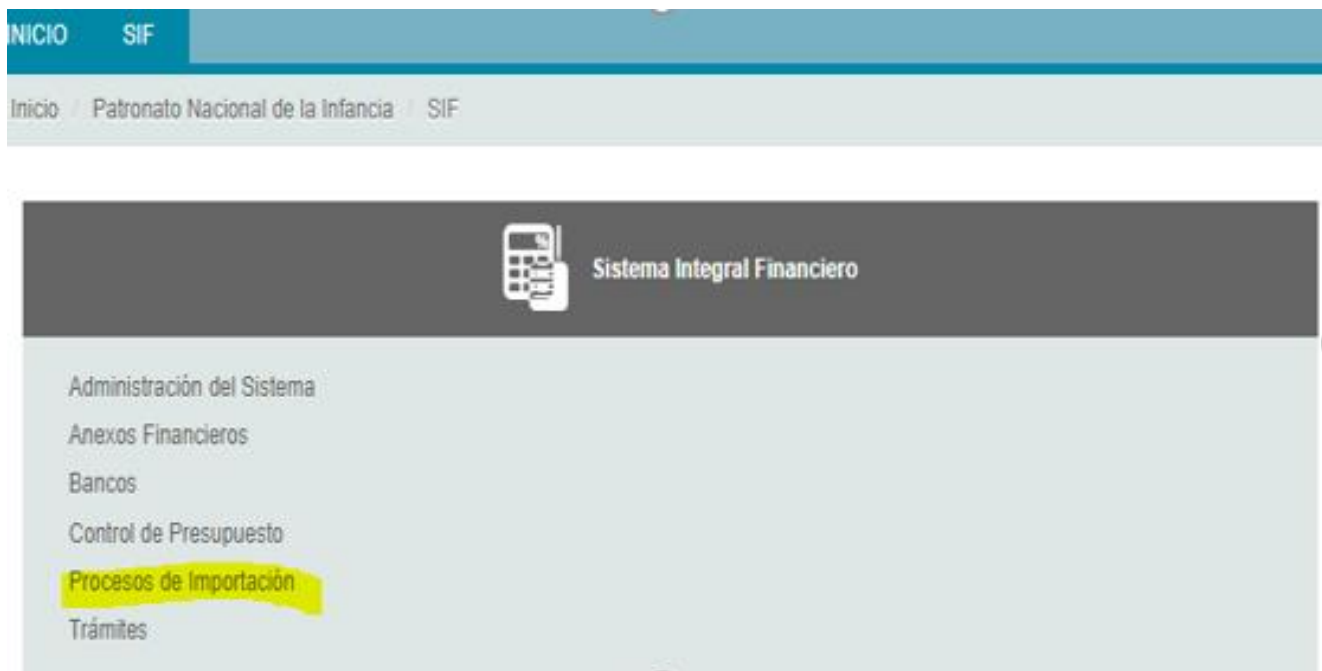 INICIO SIF
Inicio / Patronato Nacional de la Infancia / SIF
Sistema Integral Financiero
Administración del Sistema
Anexos Financieros
Bancos
Control de Presupuesto
Procesos de Importación
Trámites